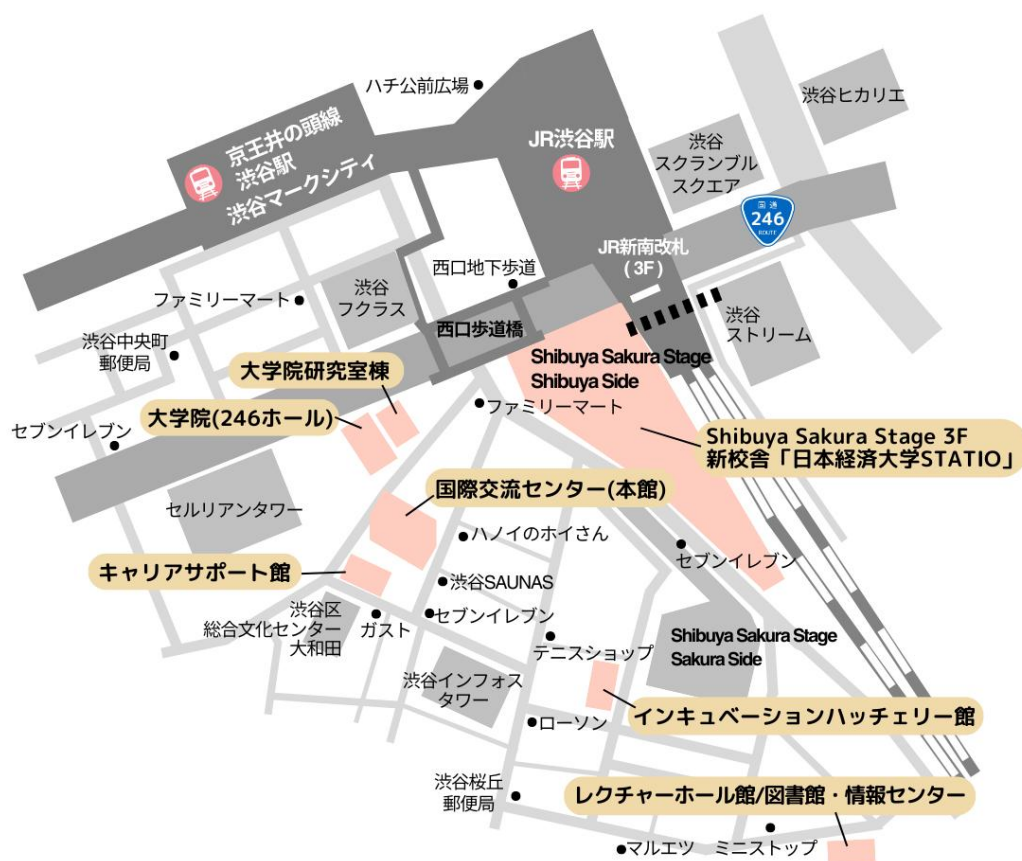 ハチ公前広場
渋谷ヒカリエ
京王井の頭線
渋谷駅
渋谷マークシティ
JR渋谷駅
渋谷
スクランブル
スクエア
国道
246
ROUTE
JR新南改札
(3F)
西口地下歩道
渋谷
フクラス
ファミリーマート
渋谷
ストリーム
西口歩道橋
渋谷中央町
郵便局
Shibuya Sakura Stage
Shibuya Side
大学院研究室棟
大学院(246ホール)
ファミリーマート
セブンイレブン
Shibuya Sakura Stage 3F
新校舎「日本経済大学STATIO」
国際交流センター(本館)
セルリアンタワー
ハノイのホイさん
セブンイレブン
キャリアサポート館
渋谷SAUNAS
渋谷区
総合文化センター
大和田
ガスト
セブンイレブン
Shibuya Sakura Stage
Sakura Side
テニスショップ
渋谷インフォス
タワー
インキュベーションハッチェリー館
ローソン
渋谷桜丘
郵便局
レクチャーホール館/図書館・情報センター
マルエツ
ミニストップ